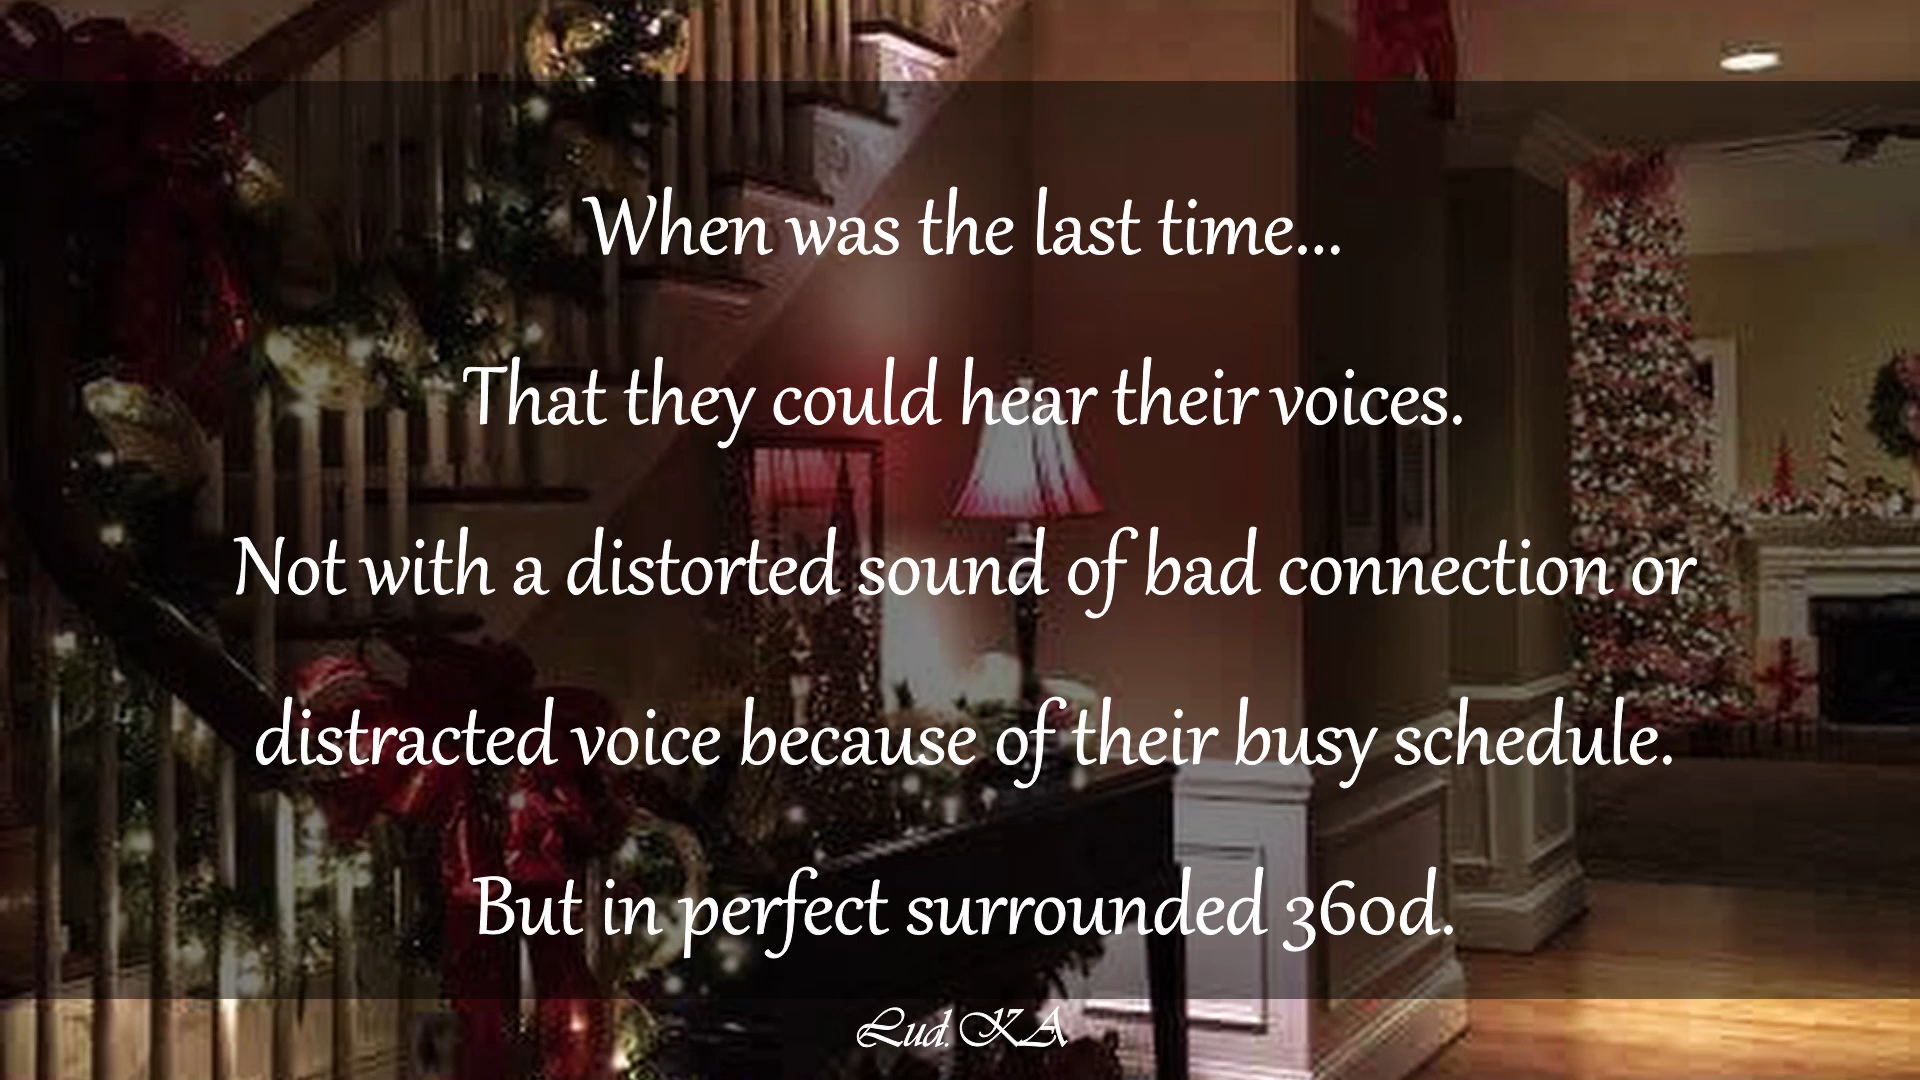 When was the last time...
That they could hear their voices.
Not with a distorted sound of bad connection or
distracted voice because of their busy schedule.
But in perfect surrounded 360d.
Lud. KA